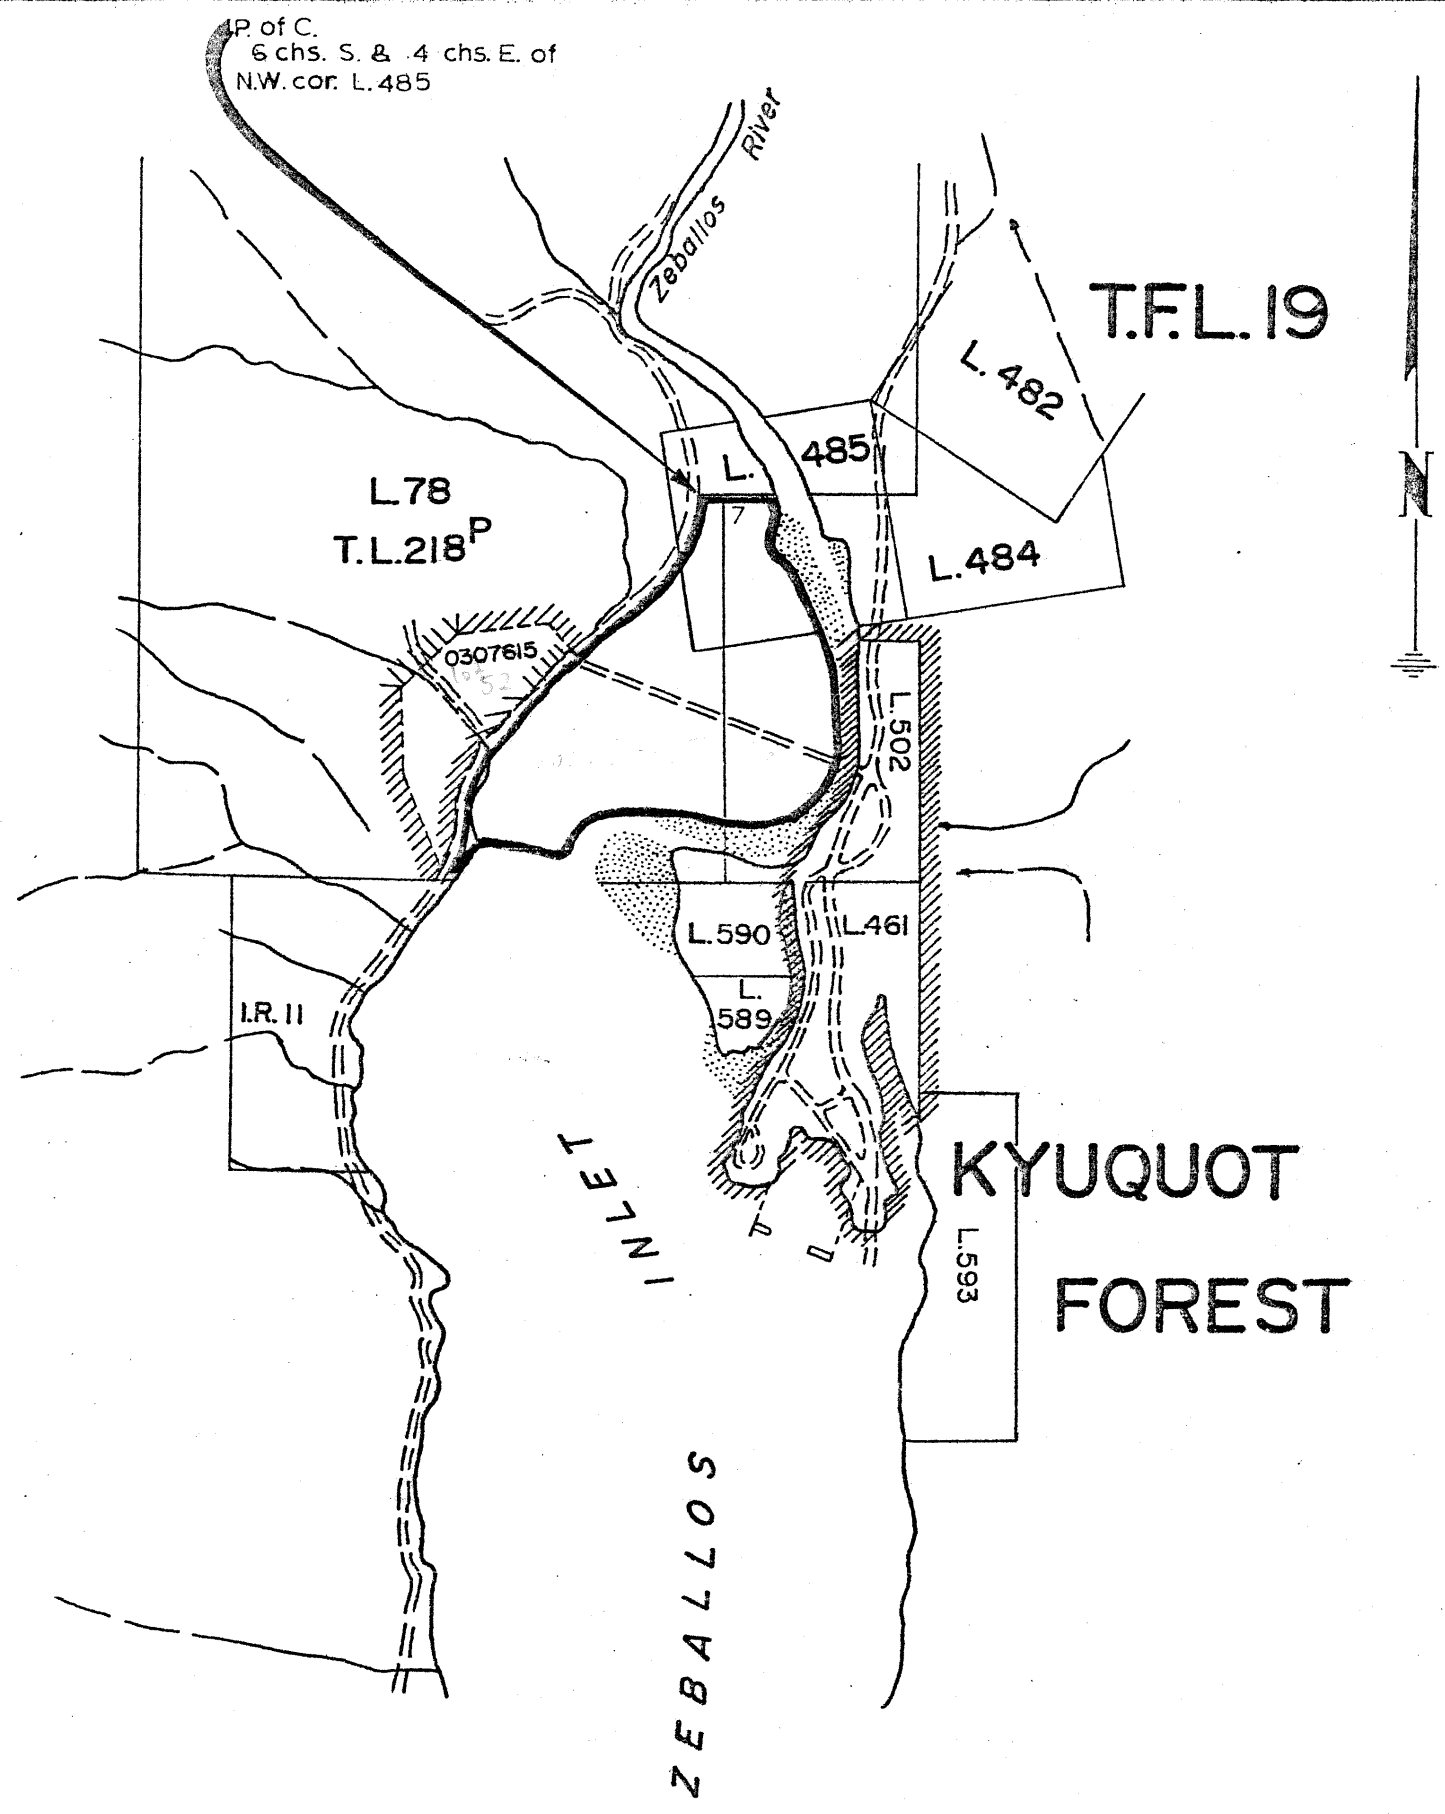 P. of C.
6 chs. S. & 4 chs. E. of
N.W. cor. L. 485
Zeballos River
T.F.L. 19
L. 482
L. 485
L.78
T.L.218P
7
L.484
0307615
52
L.502
L.590
L.461
L.
589
I.R. 11
INLET
KYUQUOT
L.593
FOREST
ZEBALLOS
N